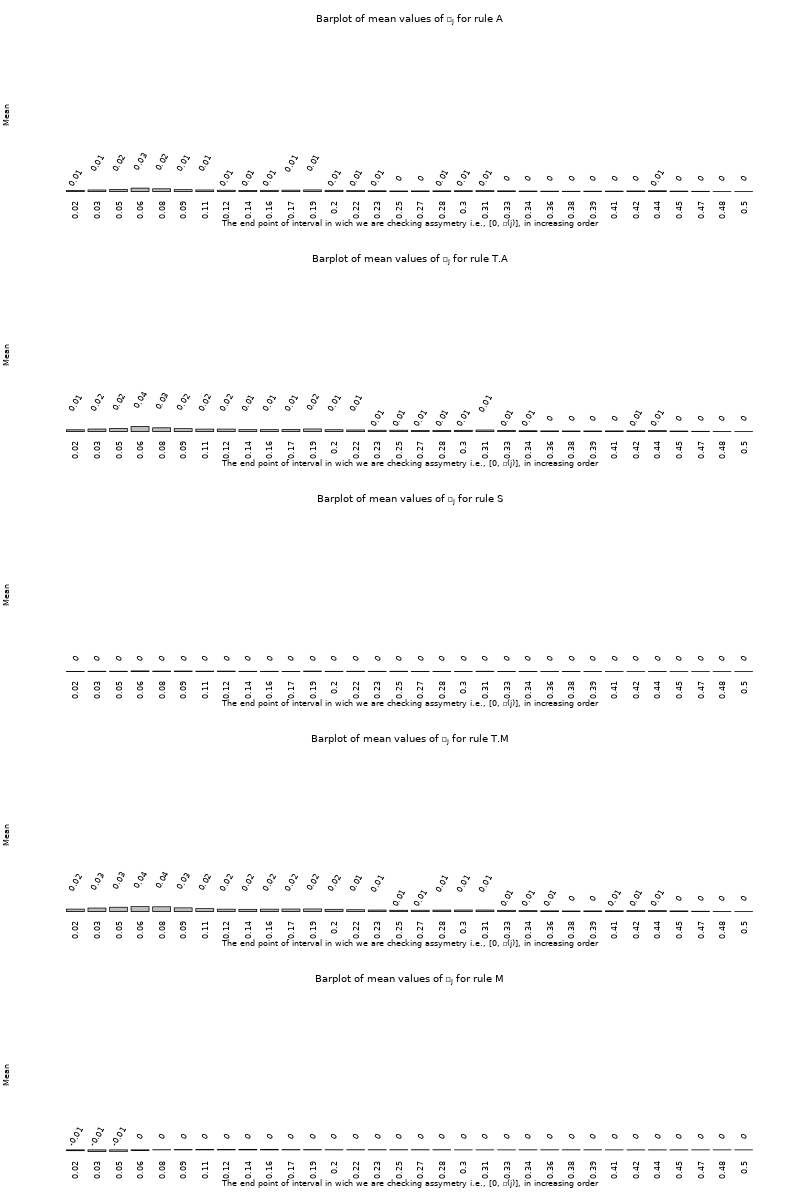 Barplot of mean values of □j for rule A
Mean
0.01 0.01 0.02 0.03 0.02 0.01 0.01 0.01 0.01 0.01 0.01 0.01 0.01 0.01 0.01 0 0 0.01 0.01 0.01 0 0 0 0 0 0 0 0.01 0 0 0 0
0.02 0.03 0.05 0.06 0.08 0.09 0.11 0.12 0.14 0.16 0.17 0.19 0.2 0.22 0.23 0.25 0.27 0.28 0.3 0.31 0.33 0.34 0.36 0.38 0.39 0.41 0.42 0.44 0.45 0.47 0.48 0.5
The end point of interval in wich we are checking assymetry i.e., [0, □(j)], in increasing order
Barplot of mean values of □j for rule T.A
Mean
0.01 0.02 0.02 0.04 0.03 0.02 0.02 0.02 0.01 0.01 0.01 0.02 0.01 0.01 0.01 0.01 0.01 0.01 0.01 0.01 0.01 0.01 0 0 0 0 0.01 0.01 0 0 0 0
0.02 0.03 0.05 0.06 0.08 0.09 0.11 0.12 0.14 0.16 0.17 0.19 0.2 0.22 0.23 0.25 0.27 0.28 0.3 0.31 0.33 0.34 0.36 0.38 0.39 0.41 0.42 0.44 0.45 0.47 0.48 0.5
The end point of interval in wich we are checking assymetry i.e., [0, □(j)], in increasing order
Barplot of mean values of □j for rule S
Mean
0 0 0 0 0 0 0 0 0 0 0 0 0 0 0 0 0 0 0 0 0 0 0 0 0 0 0 0 0 0 0 0
0.02 0.03 0.05 0.06 0.08 0.09 0.11 0.12 0.14 0.16 0.17 0.19 0.2 0.22 0.23 0.25 0.27 0.28 0.3 0.31 0.33 0.34 0.36 0.38 0.39 0.41 0.42 0.44 0.45 0.47 0.48 0.5
The end point of interval in wich we are checking assymetry i.e., [0, □(j)], in increasing order
Barplot of mean values of □j for rule T.M
Mean
0.02 0.03 0.03 0.04 0.04 0.03 0.02 0.02 0.02 0.02 0.02 0.02 0.02 0.01 0.01 0.01 0.01 0.01 0.01 0.01 0.01 0.01 0.01 0 0 0.01 0.01 0.01 0 0 0 0
0.02 0.03 0.05 0.06 0.08 0.09 0.11 0.12 0.14 0.16 0.17 0.19 0.2 0.22 0.23 0.25 0.27 0.28 0.3 0.31 0.33 0.34 0.36 0.38 0.39 0.41 0.42 0.44 0.45 0.47 0.48 0.5
The end point of interval in wich we are checking assymetry i.e., [0, □(j)], in increasing order
Barplot of mean values of □j for rule M
Mean
-0.01 -0.01 -0.01 0 0 0 0 0 0 0 0 0 0 0 0 0 0 0 0 0 0 0 0 0 0 0 0 0 0 0 0 0
0.02 0.03 0.05 0.06 0.08 0.09 0.11 0.12 0.14 0.16 0.17 0.19 0.2 0.22 0.23 0.25 0.27 0.28 0.3 0.31 0.33 0.34 0.36 0.38 0.39 0.41 0.42 0.44 0.45 0.47 0.48 0.5
The end point of interval in wich we are checking assymetry i.e., [0, □(j)], in increasing order